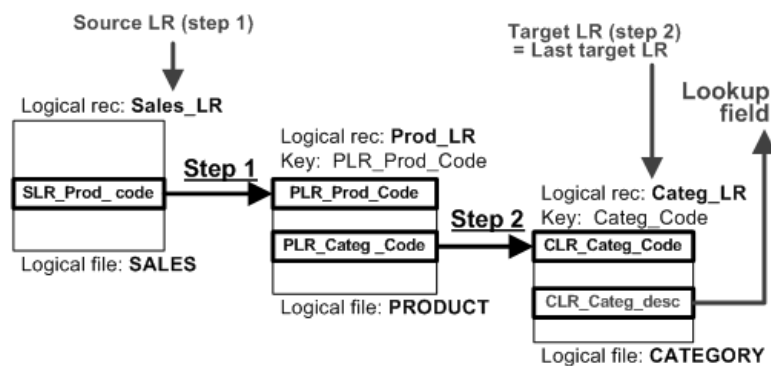 Source LR (step 1)
Target LR (step 2)
= Last target LR
Lookup
field
Logical rec: Sales_LR
SLR_Prod_ code
Logical file: SALES
Step 1
Logical rec: Prod_LR
Key: PLR_Prod_Code
PLR_Prod_Code
PLR_Categ _Code
Logical file: PRODUCT
Step 2
Logical rec: Categ_LR
Key: Categ_Code
CLR_Categ_Code
CLR_Categ_desc
Logical file: CATEGORY